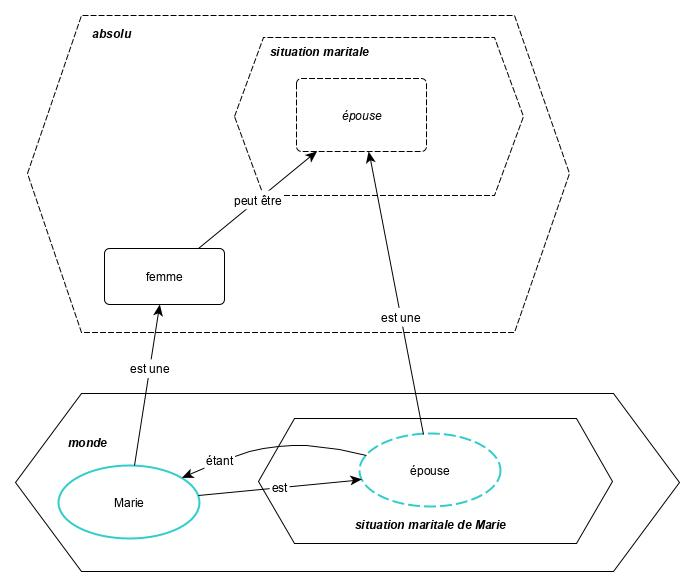 absolu
situation maritale
épouse
peut être
femme
est une
est une
monde
étant
épouse
est
Marie
situation maritale de Marie